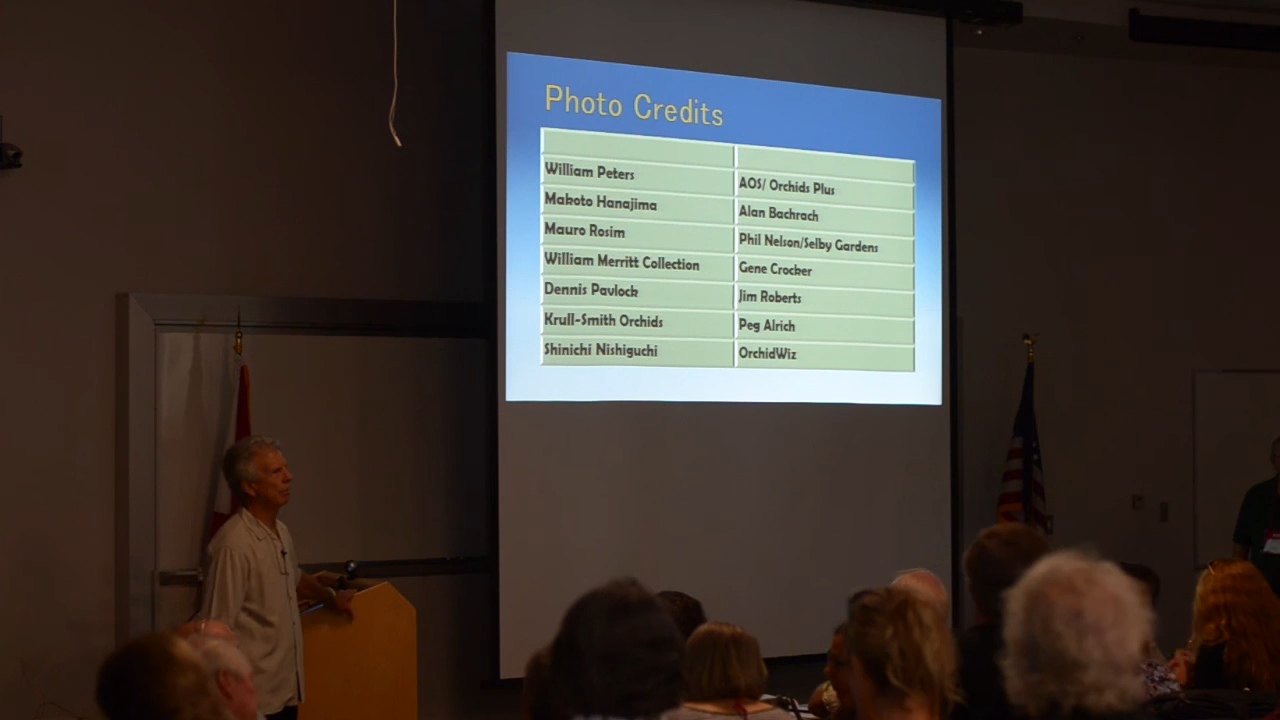 Photo Credits
William Peters
AOS/ Orchids Plus
Makoto Hanajima
Alan Bachrach
Mauro Rosim
Phil Nelson/Selby Gardens
William Merritt Collection
Gene Crocker
Dennis Pavlock
Jim Roberts
Krull-Smith Orchids
Peg Alrich
Shinichi Nishiguchi
OrchidWiz